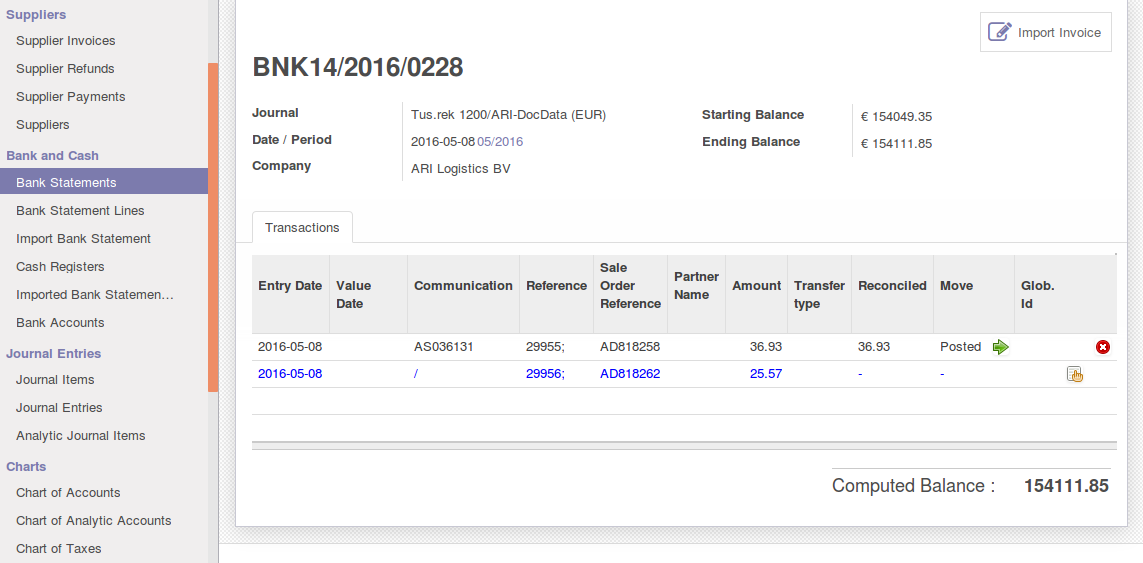 Suppliers
Supplier Invoices
Supplier Refunds
Supplier Payments
Suppliers
Bank and Cash
Bank Statements
Bank Statement Lines
Import Bank Statement
Cash Registers
Imported Bank Statemen...
Bank Accounts
Journal Entries
Journal Items
Journal Entries
Analytic Journal Items
Charts
Chart of Accounts
Chart of Analytic Accounts
Chart of Taxes
Import Invoice
BNK14/2016/0228
Journal Tus.rek 1200/ARI-DocData (EUR)
Date / Period 2016-05-08 05/2016
Company ARI Logistics BV
Starting Balance € 154049.35
Ending Balance € 154111.85
Transactions
Entry Date Value Date Communication Reference Sale Order Reference Partner Name Amount Transfer type Reconciled Move Glob. Id
2016-05-08 AS036131 29955; AD818258 36.93 36.93 Posted
2016-05-08 / 29956; AD818262 25.57 - -
Computed Balance : 154111.85